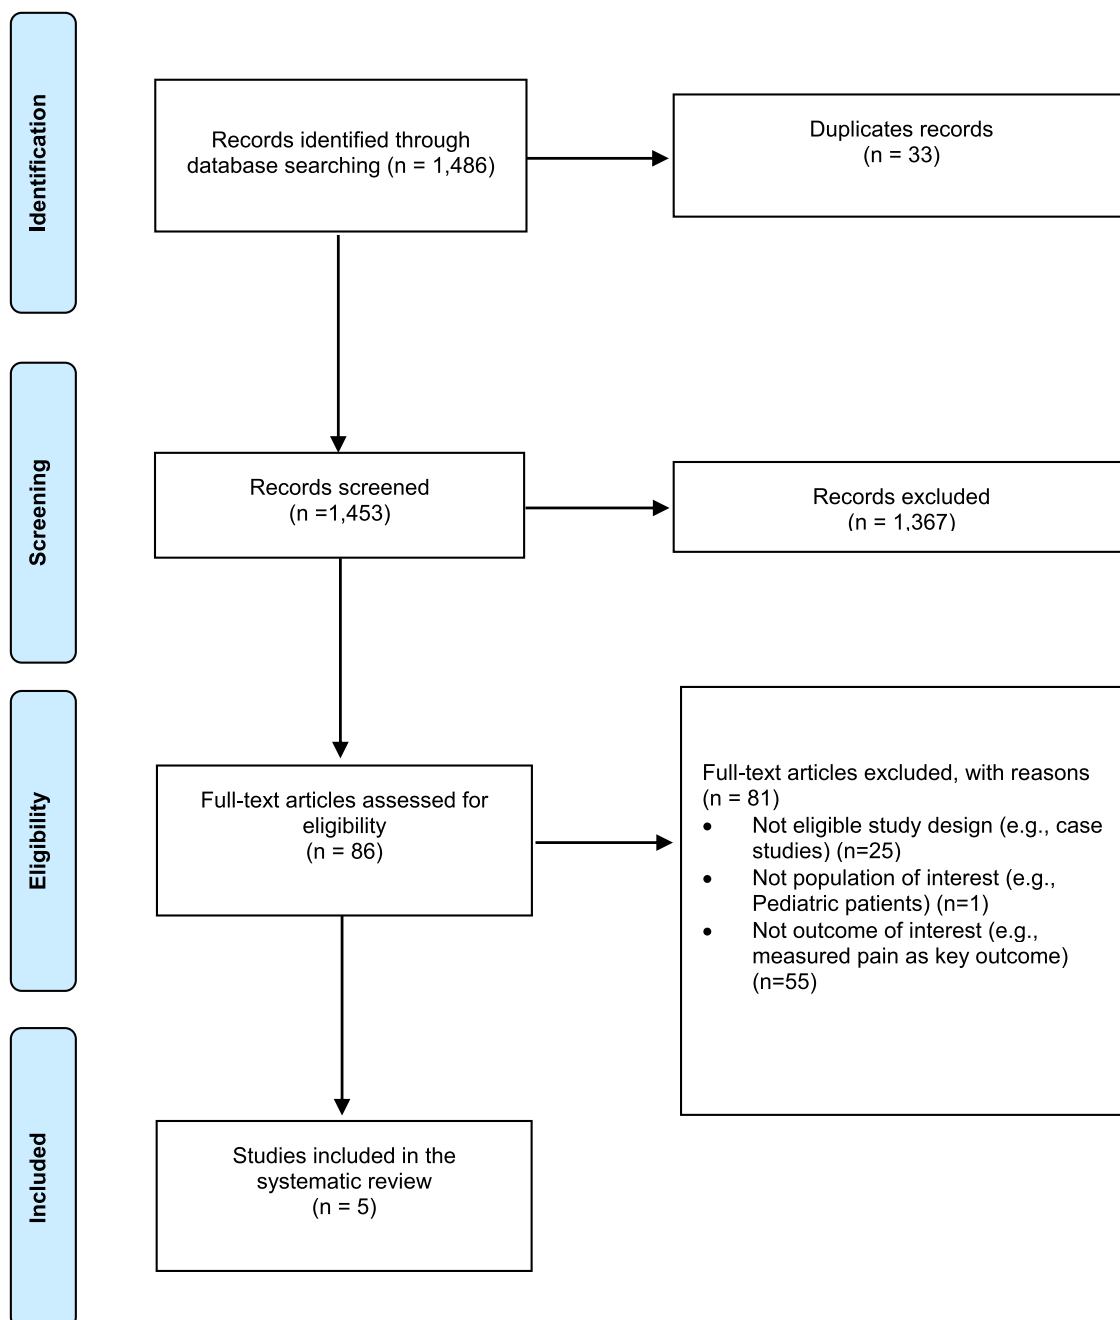 Identification
Records identified through
database searching (n = 1,486)
Duplicates records
(n = 33)
Screening
Records screened
(n =1,453)
Records excluded
(n = 1,367)
Eligibility
Full-text articles assessed for
eligibility
(n = 86)
Full-text articles excluded, with reasons
(n = 81)
• Not eligible study design (e.g., case
studies) (n=25)
• Not population of interest (e.g.,
Pediatric patients) (n=1)
• Not outcome of interest (e.g.,
measured pain as key outcome)
(n=55)
Included
Studies included in the
systematic review
(n = 5)